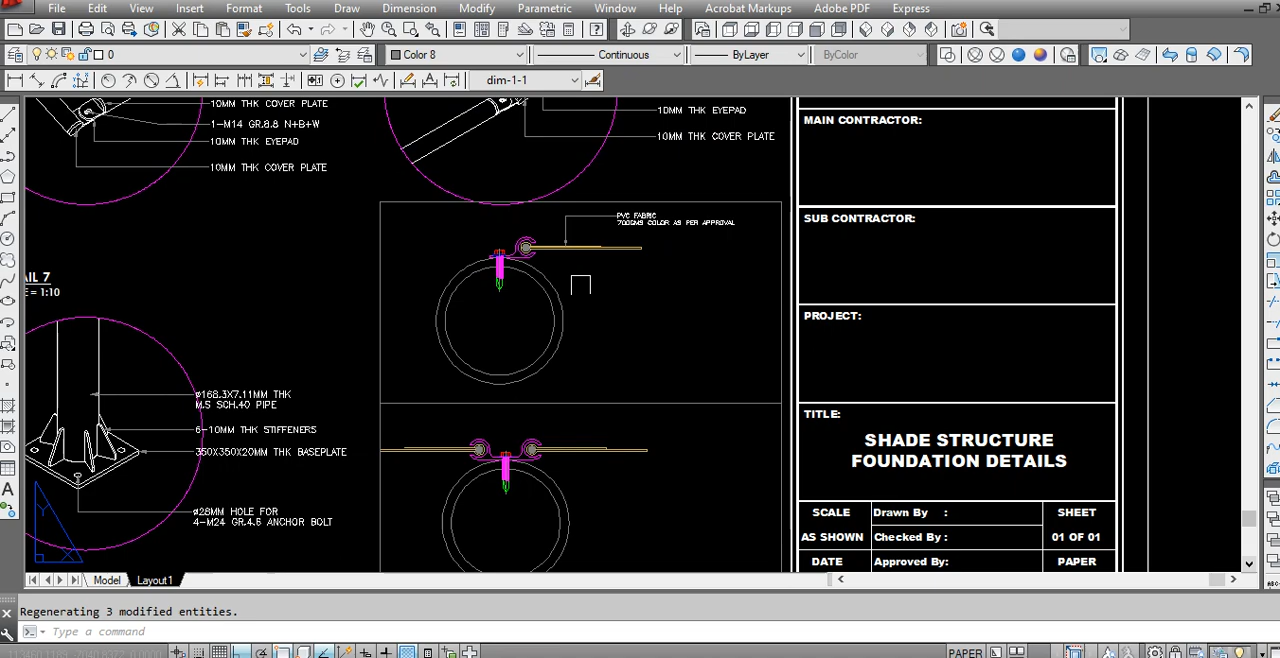 File Edit View Insert Format Tools Draw Dimension Modify Parametric Window Help Acrobat Markups Adobe PDF Express
0 Color 8 Continuous ByLayer ByColor
dim-1-1
10MM THK COVER PLATE
1-M14 GR.8.8 N+B+W
10MM THK EYEPAD
10MM THK COVER PLATE
10MM THK EYEPAD
10MM THK COVER PLATE
PVC FABRIC
700GMS COLOR AS PER APPROVAL
AIL 7
E = 1:10
ø168.3X7.11MM THK
M.S SCH.40 PIPE
6-10MM THK STIFFENERS
350X350X20MM THK BASEPLATE
ø28MM HOLE FOR
4-M24 GR.4.6 ANCHOR BOLT
MAIN CONTRACTOR:
SUB CONTRACTOR:
PROJECT:
TITLE:
SHADE STRUCTURE
FOUNDATION DETAILS
SCALE Drawn By : SHEET
AS SHOWN Checked By : 01 OF 01
DATE Approved By: PAPER
Y
X
A
Model Layout1
Regenerating 3 modified entities.
Type a command
PAPER